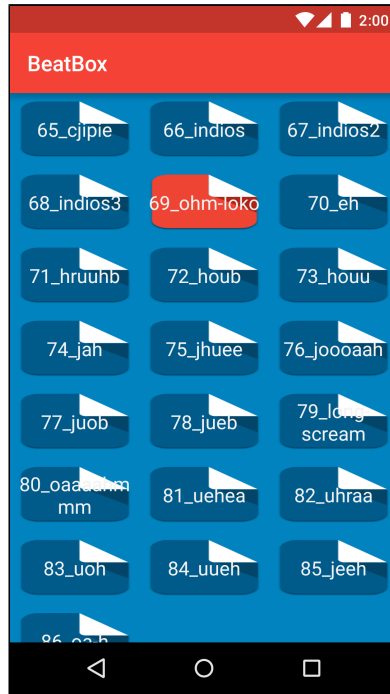 2:00
BeatBox
65_cjipie 66_indios 67_indios2
68_indios3 69_ohm-loko 70_eh
71_hruuhb 72_houb 73_houu
74_jah 75_jhuee 76_joooaah
77_juob 78_jueb 79_long
scream
80_oaaaahm
mm
81_uehea 82_uhraa
83_uoh 84_uueh 85_jeeh
86_oa-h